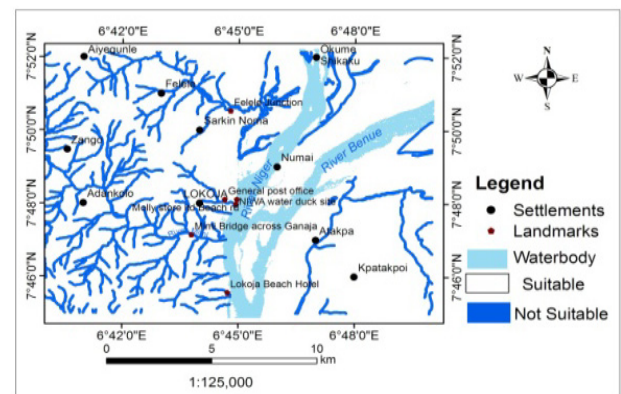 6°42'0"E 6°45'0"E 6°48'0"E
7°52'0"N
7°50'0"N
7°48'0"N
7°46'0"N
7°52'0"N
7°50'0"N
7°48'0"N
7°46'0"N
Aiyegunle
Okume
Sjakaku
Felele
Felele Junction
Sarkin Noma
Zango
Numai
River Niger
River Benue
Adankolo
LOKOJA
General post office
NIWA water duck site
Mimi Bridge across Ganaja
Atakpa
Kpatakpoi
Lokoja Beach Hotel
6°42'0"E 6°45'0"E 6°48'0"E
0 5 10
km
1:125,000
N
W E
S
Legend
Settlements
Landmarks
Waterbody
Suitable
Not Suitable